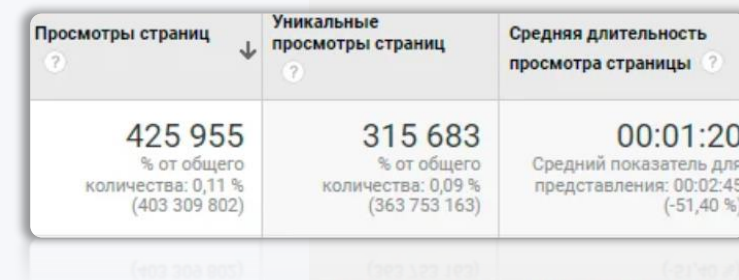 Просмотры страниц
?
Уникальные
просмотры страниц
?
Средняя длительность
просмотра страницы ?
425 955
% от общего
количества: 0,11 %
(403 309 802)
315 683
% от общего
количества: 0,09 %
(363 753 163)
00:01:20
Средний показатель для
представления: 00:02:45
(-51,40 %)